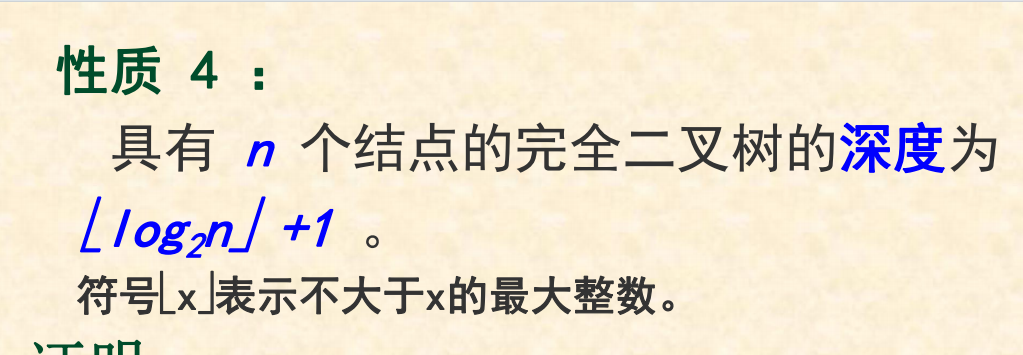 性质 4 ：
具有 n 个结点的完全二叉树的深度为
⌊log₂n⌋ +1 。
符号⌊x⌋表示不大于x的最大整数。